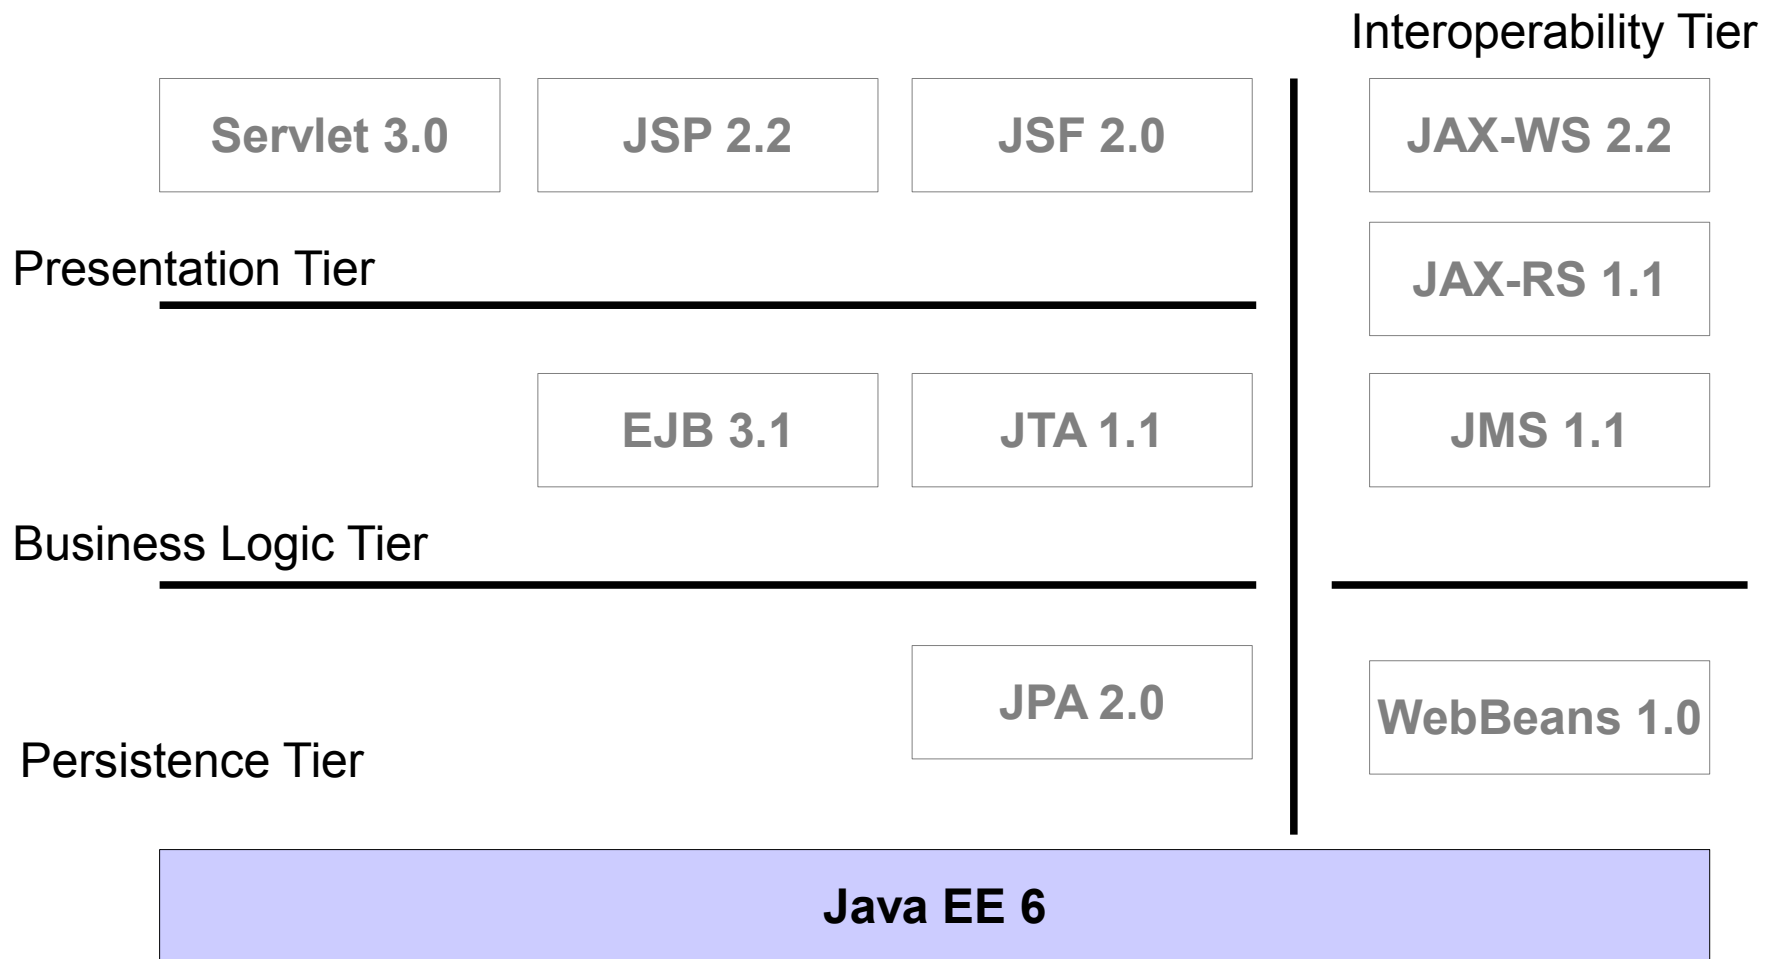 Interoperability Tier
Servlet 3.0
JSP 2.2
JSF 2.0
JAX-WS 2.2
Presentation Tier
JAX-RS 1.1
EJB 3.1
JTA 1.1
JMS 1.1
Business Logic Tier
JPA 2.0
WebBeans 1.0
Persistence Tier
Java EE 6